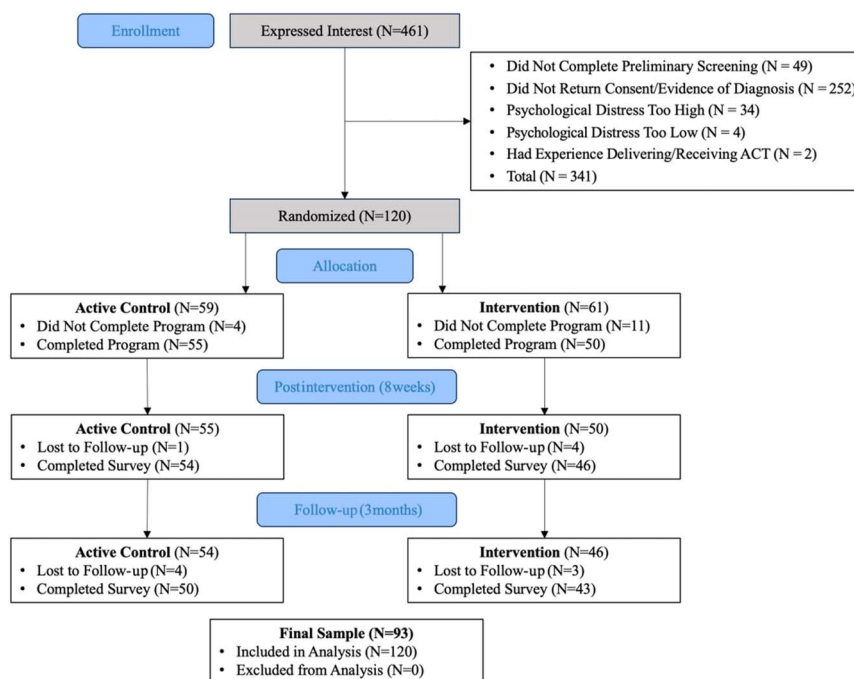 Enrollment
Expressed Interest (N=461)
• Did Not Complete Preliminary Screening (N = 49)
• Did Not Return Consent/Evidence of Diagnosis (N = 252)
• Psychological Distress Too High (N = 34)
• Psychological Distress Too Low (N = 4)
• Had Experience Delivering/Receiving ACT (N = 2)
• Total (N = 341)
Randomized (N=120)
Allocation
Active Control (N=59)
• Did Not Complete Program (N=4)
• Completed Program (N=55)
Intervention (N=61)
• Did Not Complete Program (N=11)
• Completed Program (N=50)
Postintervention (8weeks)
Active Control (N=55)
• Lost to Follow-up (N=1)
• Completed Survey (N=54)
Intervention (N=50)
• Lost to Follow-up (N=4)
• Completed Survey (N=46)
Follow-up (3months)
Active Control (N=54)
• Lost to Follow-up (N=4)
• Completed Survey (N=50)
Intervention (N=46)
• Lost to Follow-up (N=3)
• Completed Survey (N=43)
Final Sample (N=93)
• Included in Analysis (N=120)
• Excluded from Analysis (N=0)